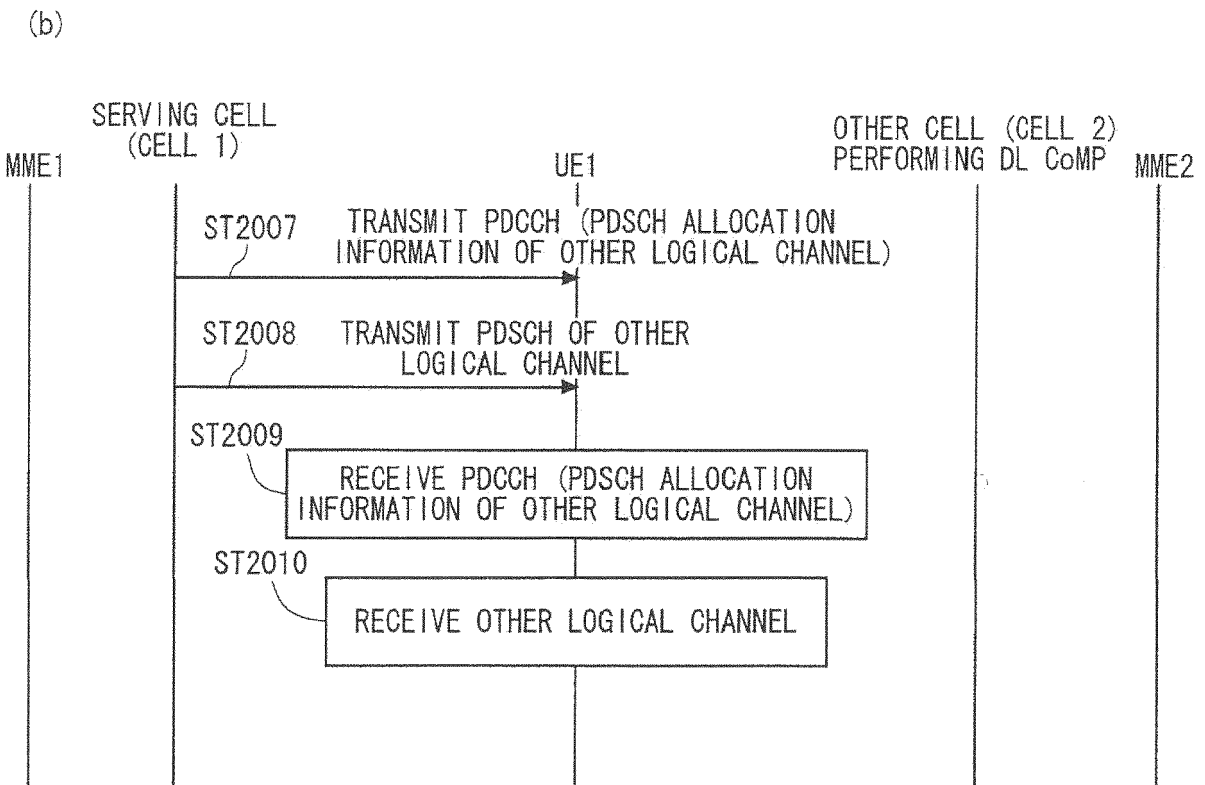 (b)
SERVING CELL
(CELL 1)
OTHER CELL (CELL 2)
PERFORMING DL CoMP
MME1
UE1
MME2
ST2007
TRANSMIT PDCCH (PDSCH ALLOCATION
INFORMATION OF OTHER LOGICAL CHANNEL)
ST2008
TRANSMIT PDSCH OF OTHER
LOGICAL CHANNEL
ST2009
RECEIVE PDCCH (PDSCH ALLOCATION
INFORMATION OF OTHER LOGICAL CHANNEL)
ST2010
RECEIVE OTHER LOGICAL CHANNEL